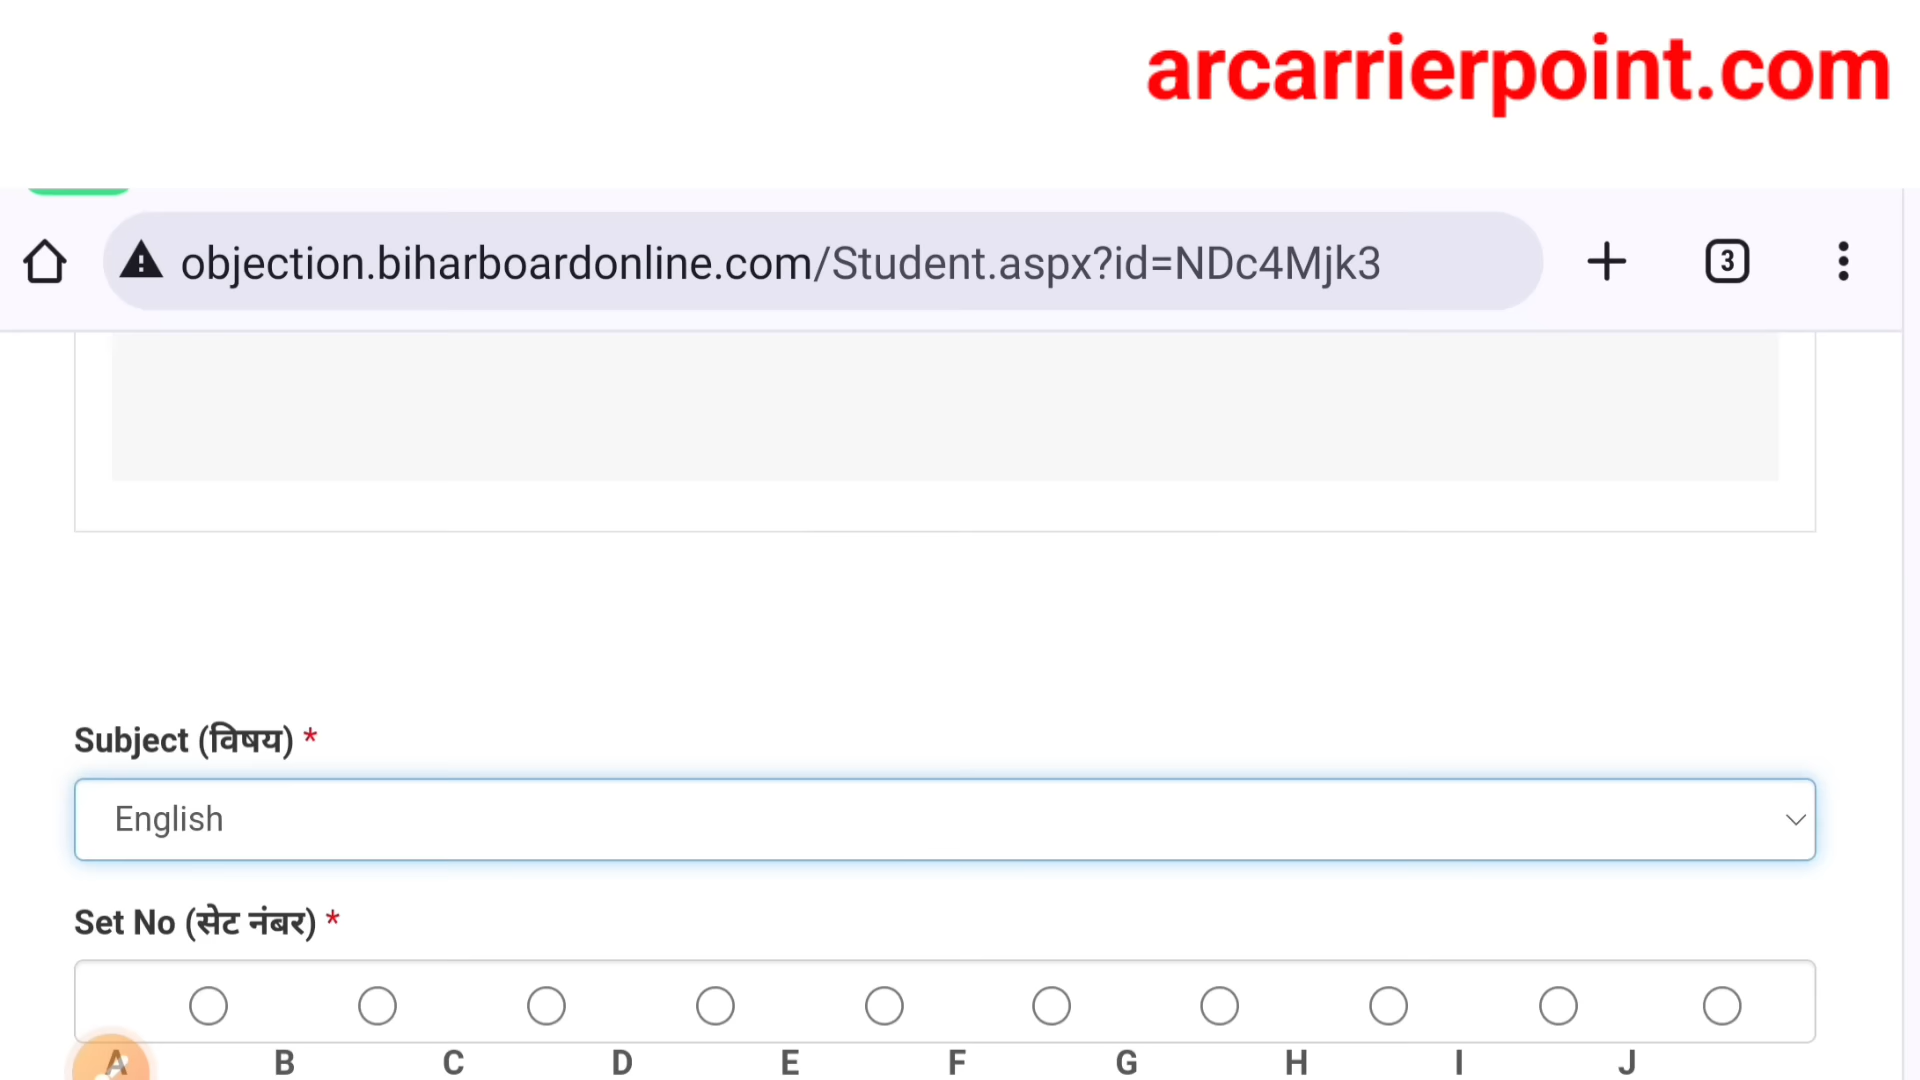 arcarrierpoint.com
objection.biharboardonline.com/Student.aspx?id=NDc4Mjk3
3
Subject (विषय) *
English
Set No (सेट नंबर) *
A B C D E F G H I J